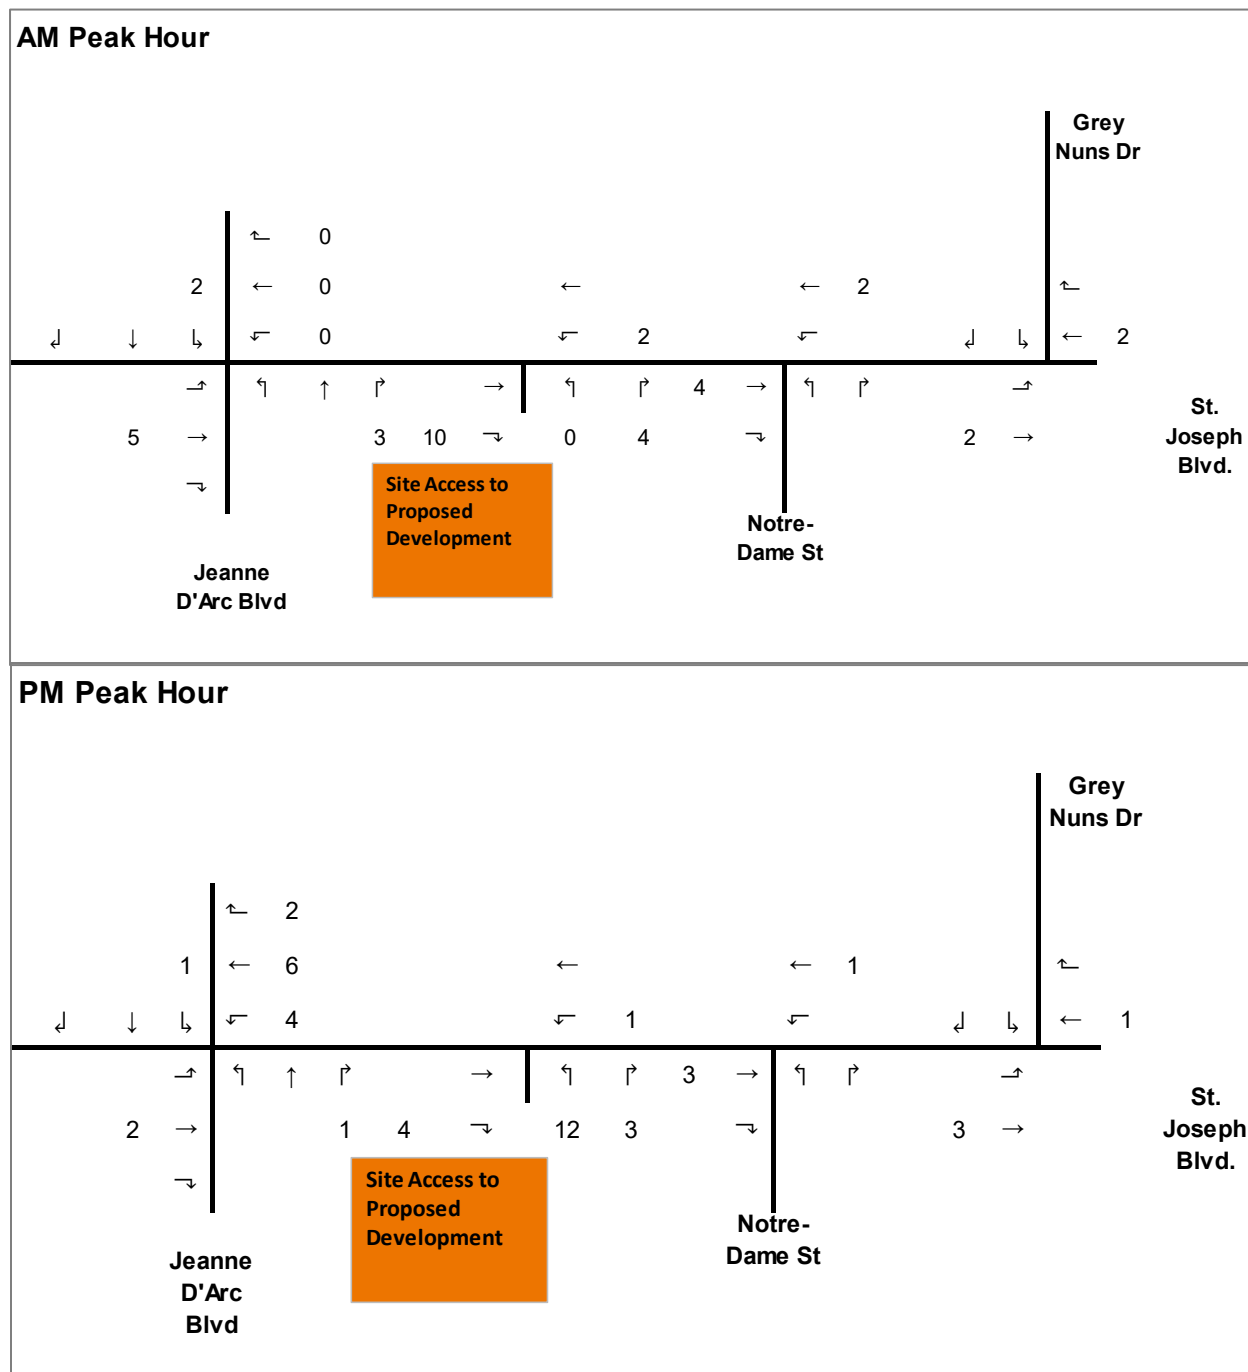 AM Peak Hour
Grey
Nuns Dr
↰ 0
2 ← 0 ← ← 2 ↰
↲ ↓ ↳ ↰ 0 ↰ 2 ↰ ↲ ↳ ← 2
⬏ ↰ ↑ ↱ → ↰ ↱ 4 → ↰ ↱ ⬏
5 → 3 10 ⬎ 0 4 ⬎ 2 →
⬎
St.
Joseph
Blvd.
Site Access to
Proposed
Development
Notre-
Dame St
Jeanne
D'Arc Blvd
PM Peak Hour
Grey
Nuns Dr
↰ 2
1 ← 6 ← ← 1 ↰
↲ ↓ ↳ ↰ 4 ↰ 1 ↰ ↲ ↳ ← 1
⬏ ↰ ↑ ↱ → ↰ ↱ 3 → ↰ ↱ ⬏
2 → 1 4 ⬎ 12 3 ⬎ 3 →
⬎
St.
Joseph
Blvd.
Site Access to
Proposed
Development
Notre-
Dame St
Jeanne
D'Arc
Blvd